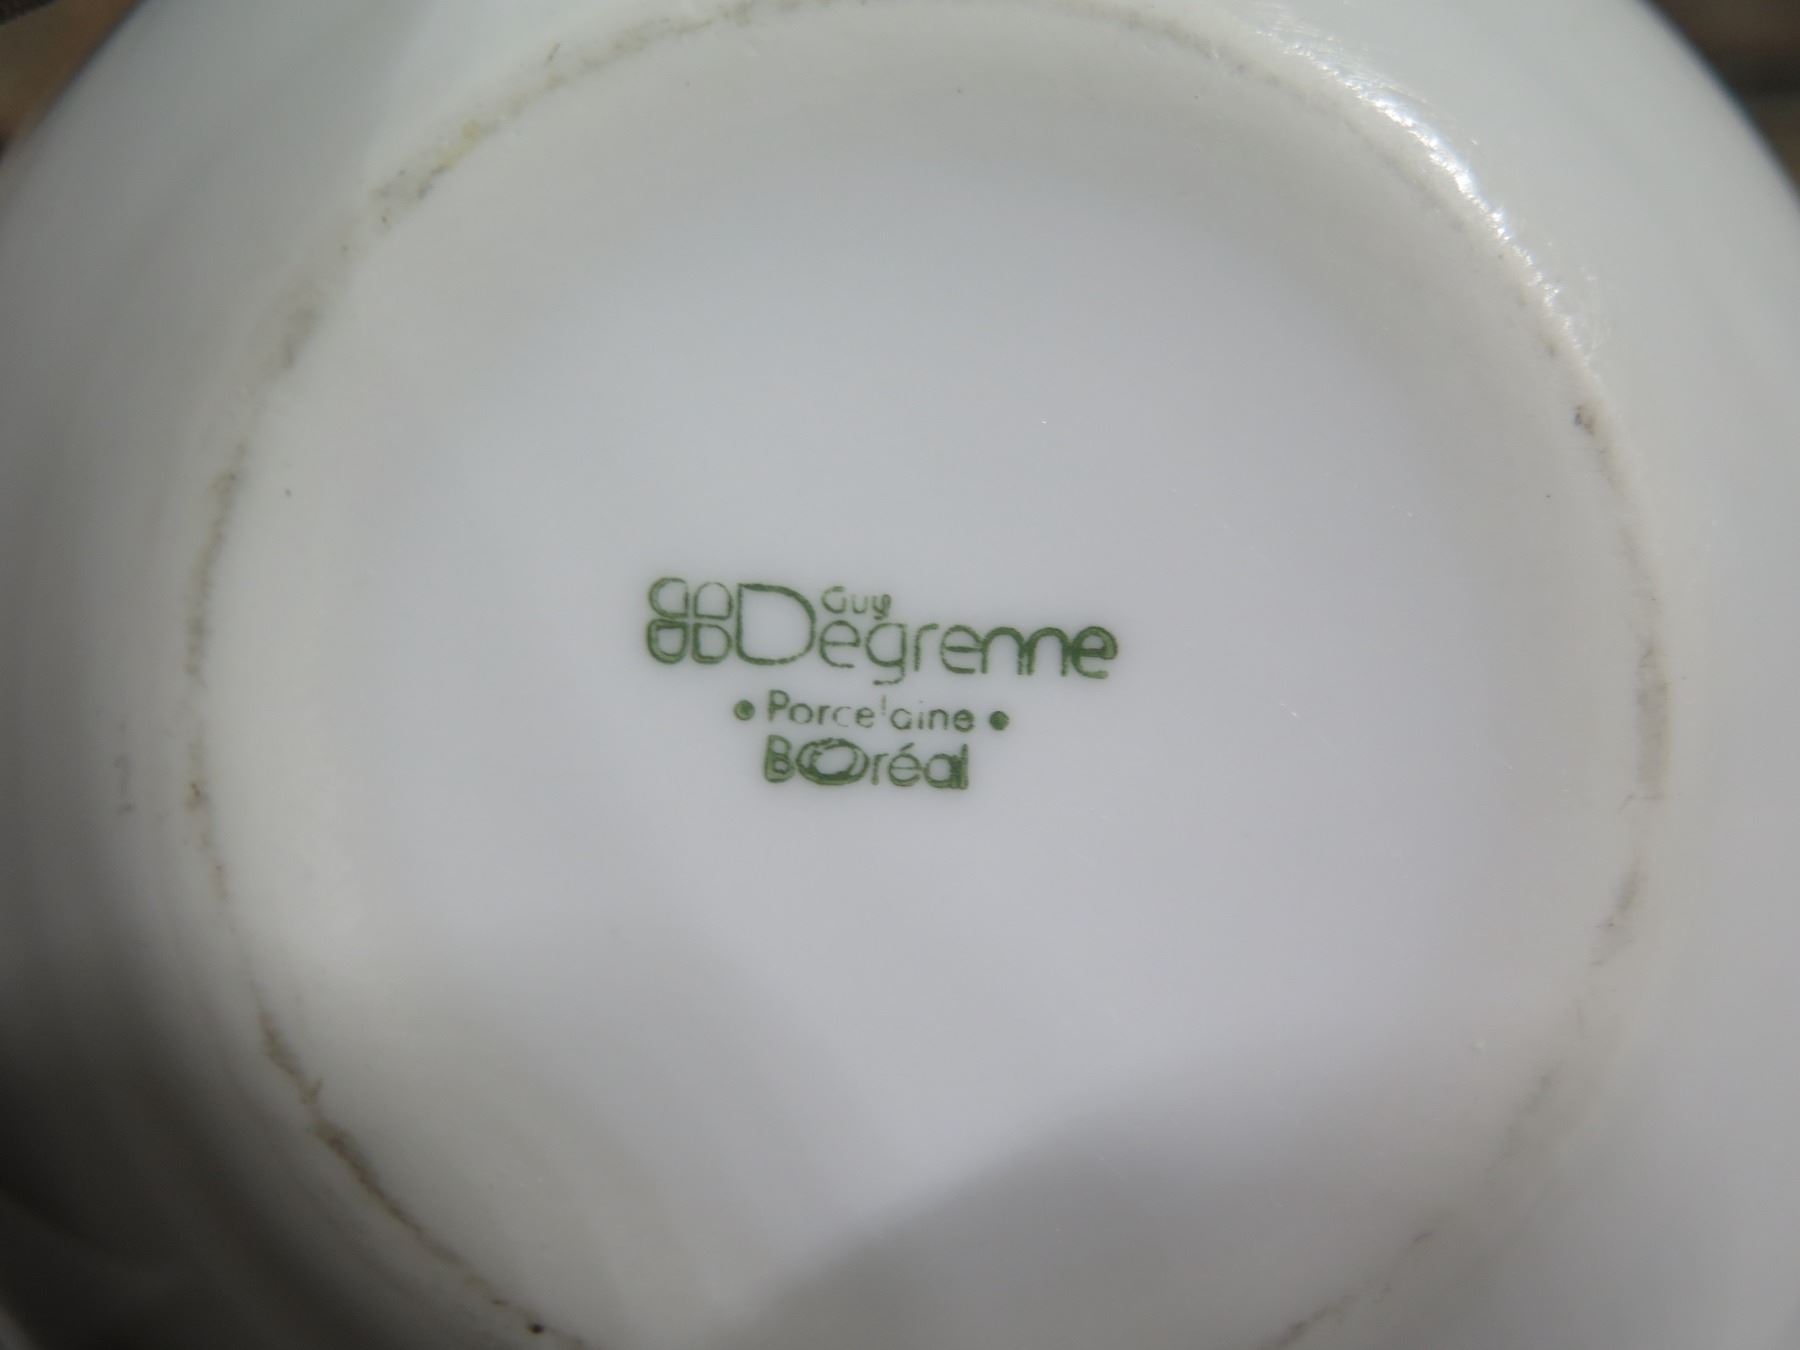 Guy Degrenne
• Porcelaine •
Boréal